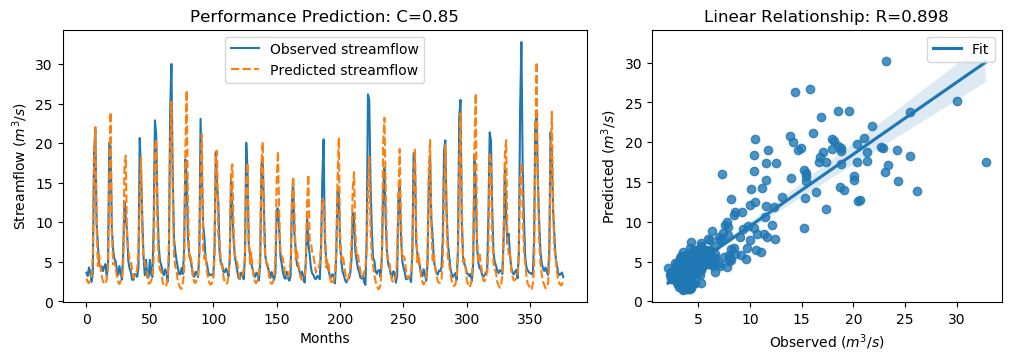 Performance Prediction: C=0.85
Observed streamflow
Predicted streamflow
Streamflow (m³/s)
30
25
20
15
10
5
0
0 50 100 150 200 250 300 350
Months
Linear Relationship: R=0.898
Fit
Predicted (m³/s)
30
25
20
15
10
5
0
5 10 15 20 25 30
Observed (m³/s)